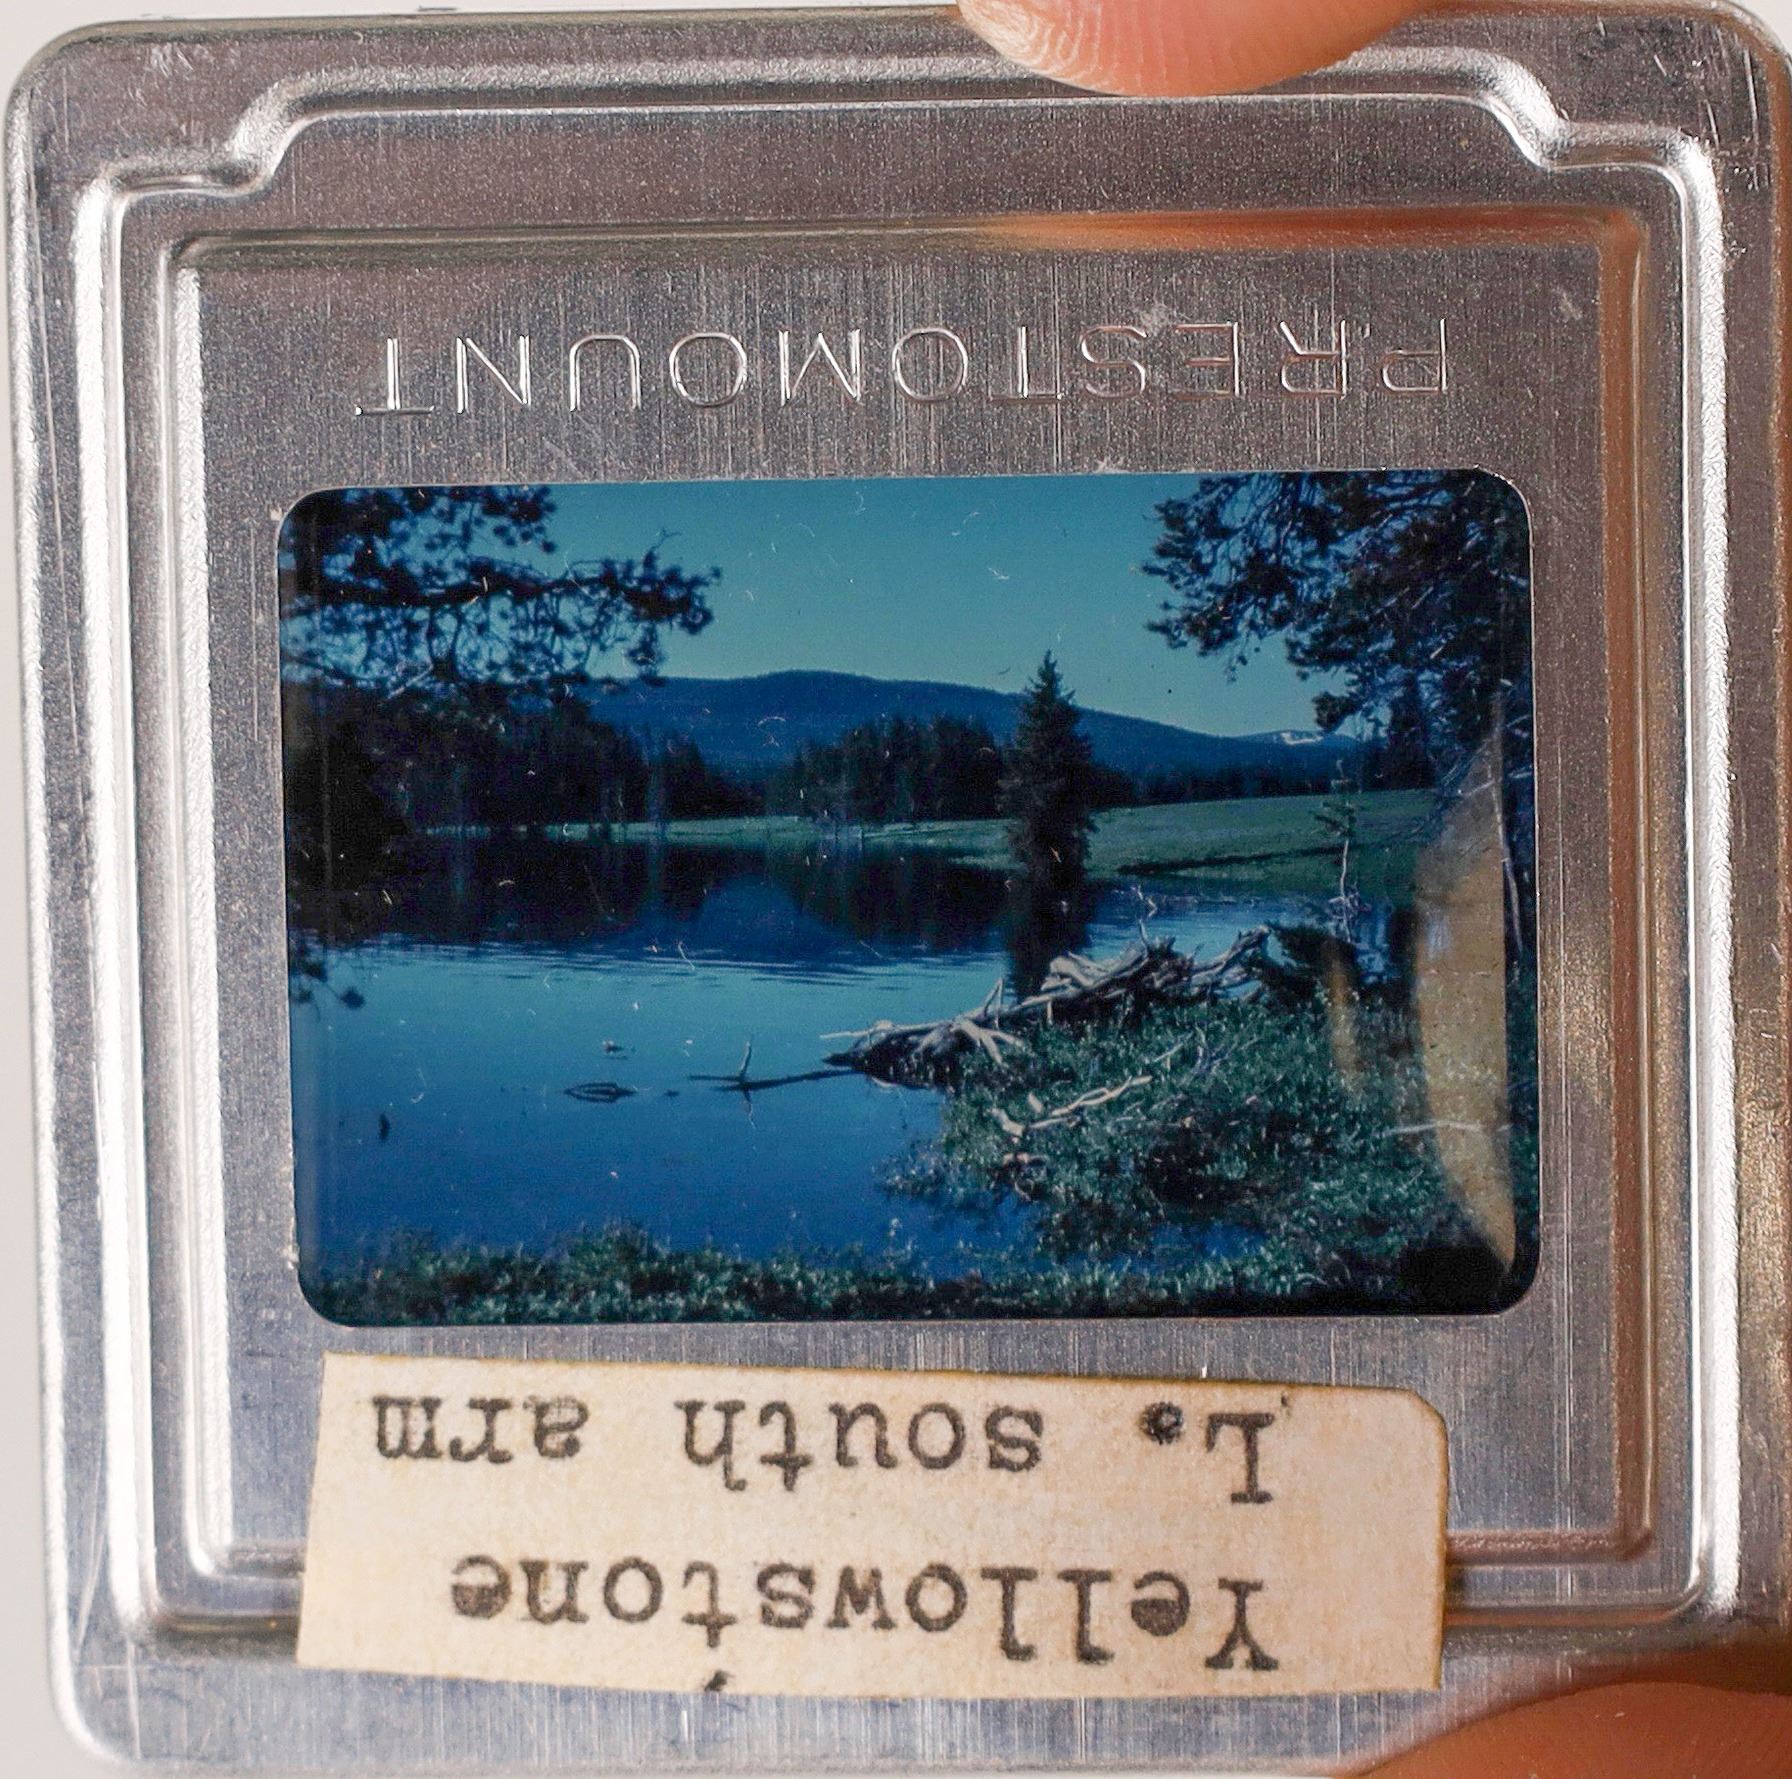 Yellowstone
L. south arm
PRESTOMOUNT